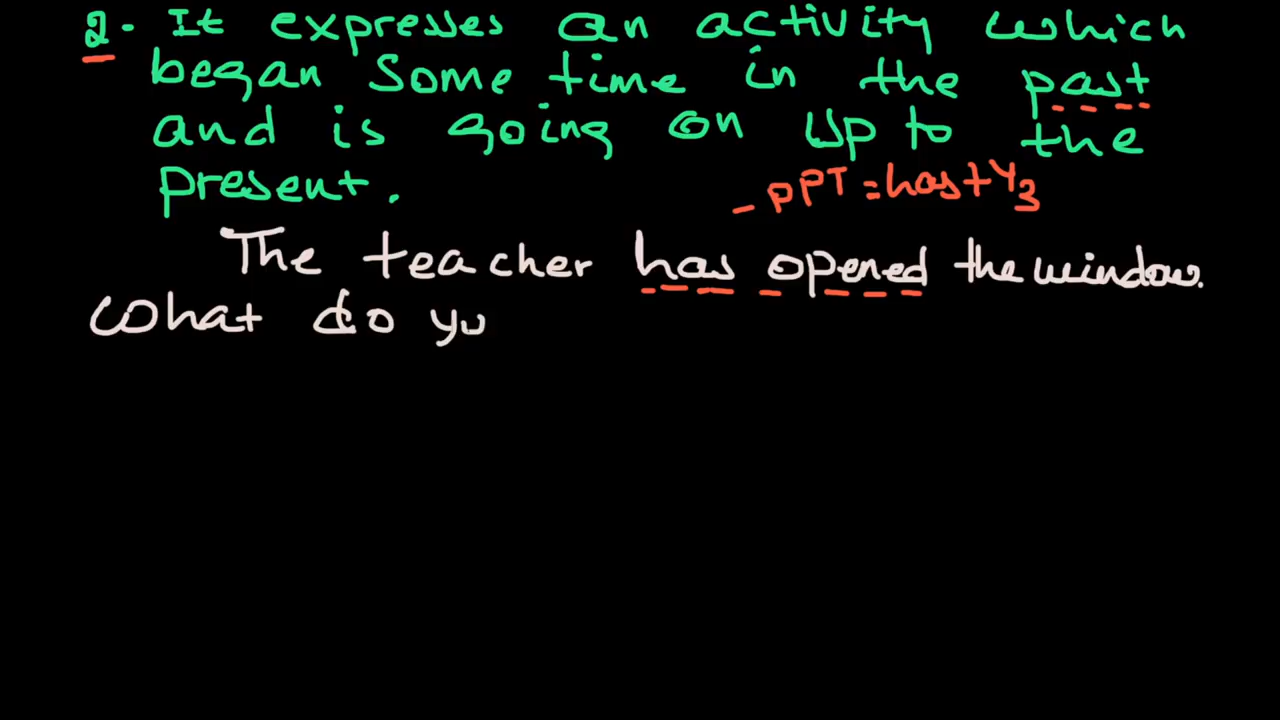 2. It expresses an activity which
began some time in the past
and is going on up to the
present.
- PPT = has + V3
The teacher has opened the window.
What do yo